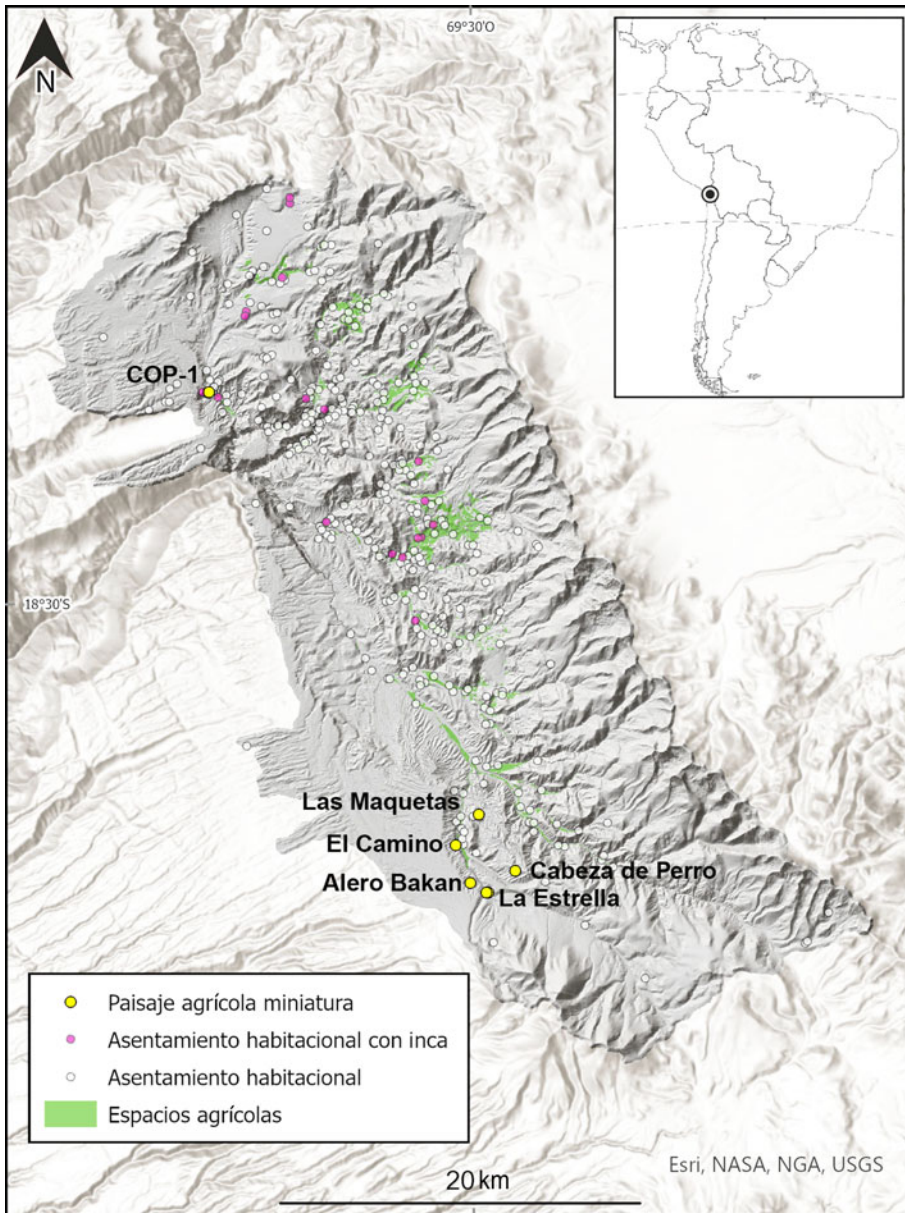 69°30'O
N
COP-1
18°30'S
Las Maquetas
El Camino
Cabeza de Perro
Alero Bakan
La Estrella
Paisaje agrícola miniatura
Asentamiento habitacional con inca
Asentamiento habitacional
Espacios agrícolas
Esri, NASA, NGA, USGS
20 km